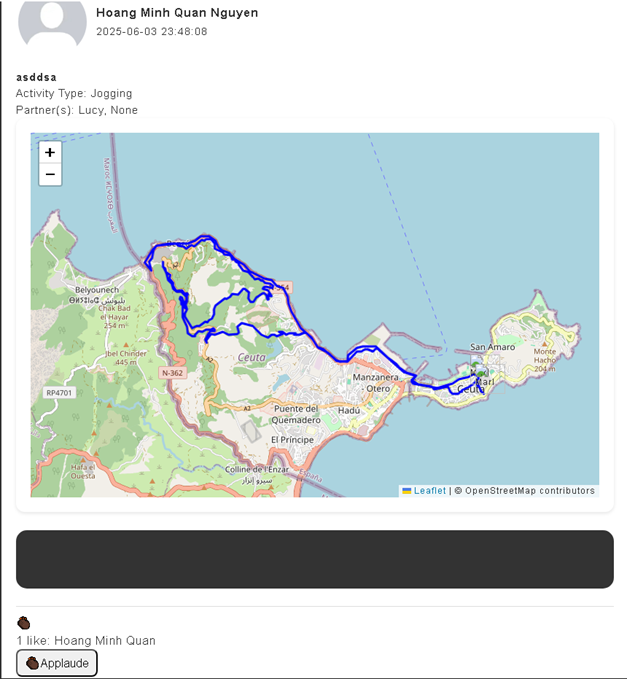 Hoang Minh Quan Nguyen
2025-06-03 23:48:08
asddsa
Activity Type: Jogging
Partner(s): Lucy, None
+
−
Maroc
Belyounech
بليونش
Chak Bad
el'Hayar
254 m
Jbel Chinder
445 m
RP4701
N-362
N-354
Ceuta
A2
Puente del
Quemadero
Hadú
Manzanera
Otero
El Príncipe
San Amaro
Monte
Hacho
204 m
Ceuta
Hafa el
Ouesta
Colline de l'Enzar
سيرو إنزار
España
Leaflet | © OpenStreetMap contributors
1 like: Hoang Minh Quan
Applaude